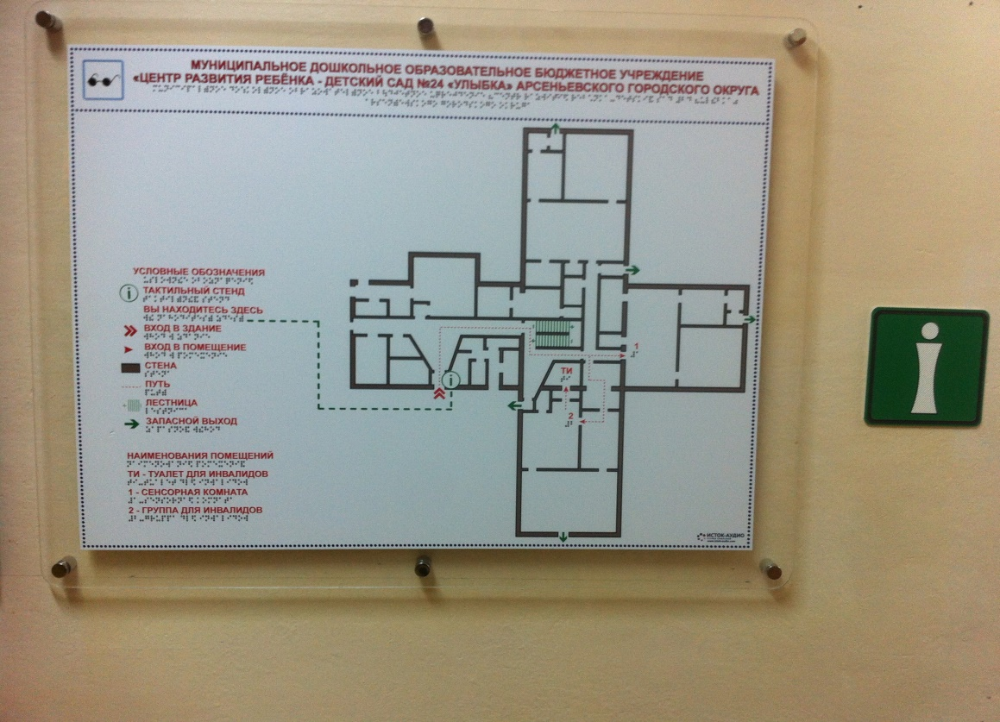 МУНИЦИПАЛЬНОЕ ДОШКОЛЬНОЕ ОБРАЗОВАТЕЛЬНОЕ БЮДЖЕТНОЕ УЧРЕЖДЕНИЕ
«ЦЕНТР РАЗВИТИЯ РЕБЁНКА - ДЕТСКИЙ САД №24 «УЛЫБКА» АРСЕНЬЕВСКОГО ГОРОДСКОГО ОКРУГА
УСЛОВНЫЕ ОБОЗНАЧЕНИЯ
i ТАКТИЛЬНЫЙ СТЕНД
ВЫ НАХОДИТЕСЬ ЗДЕСЬ
ВХОД В ЗДАНИЕ
ВХОД В ПОМЕЩЕНИЕ
СТЕНА
ПУТЬ
ЛЕСТНИЦА
ЗАПАСНОЙ ВЫХОД
НАИМЕНОВАНИЯ ПОМЕЩЕНИЙ
ТИ - ТУАЛЕТ ДЛЯ ИНВАЛИДОВ
1 - СЕНСОРНАЯ КОМНАТА
2 - ГРУППА ДЛЯ ИНВАЛИДОВ
1
ТИ
i
2
ИСТОК-АУДИО
i